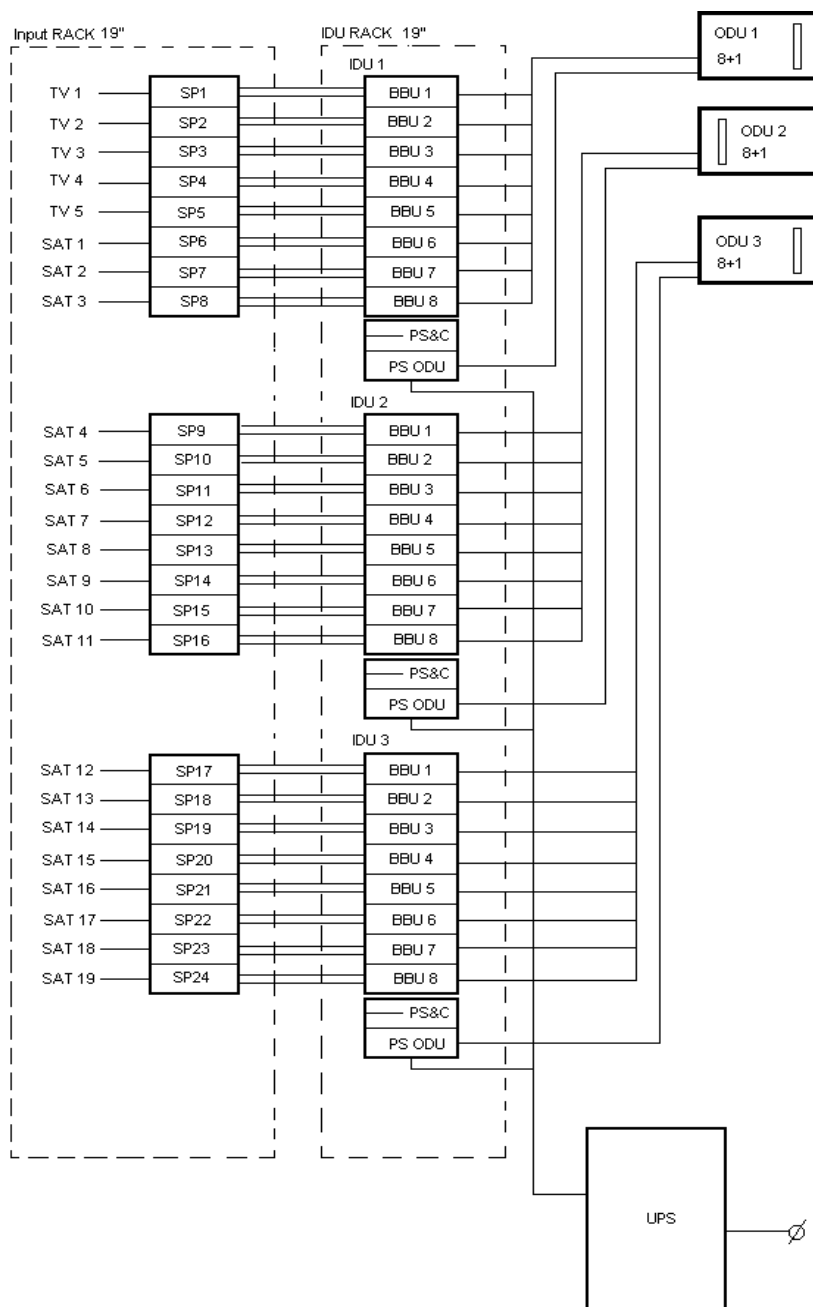 Input RACK 19"
IDU RACK 19"
ODU 1
8+1
IDU 1
TV 1 SP1 BBU 1
TV 2 SP2 BBU 2
ODU 2
8+1
TV 3 SP3 BBU 3
TV 4 SP4 BBU 4
TV 5 SP5 BBU 5
SAT 1 SP6 BBU 6
ODU 3
8+1
SAT 2 SP7 BBU 7
SAT 3 SP8 BBU 8
PS&C
PS ODU
IDU 2
SAT 4 SP9 BBU 1
SAT 5 SP10 BBU 2
SAT 6 SP11 BBU 3
SAT 7 SP12 BBU 4
SAT 8 SP13 BBU 5
SAT 9 SP14 BBU 6
SAT 10 SP15 BBU 7
SAT 11 SP16 BBU 8
PS&C
PS ODU
IDU 3
SAT 12 SP17 BBU 1
SAT 13 SP18 BBU 2
SAT 14 SP19 BBU 3
SAT 15 SP20 BBU 4
SAT 16 SP21 BBU 5
SAT 17 SP22 BBU 6
SAT 18 SP23 BBU 7
SAT 19 SP24 BBU 8
PS&C
PS ODU
UPS